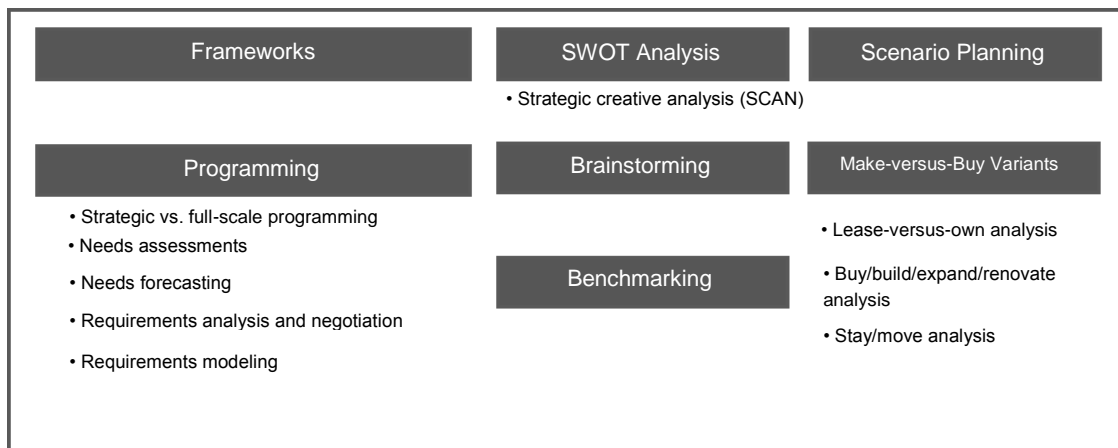 Frameworks
Programming
• Strategic vs. full-scale programming
• Needs assessments
• Needs forecasting
• Requirements analysis and negotiation
• Requirements modeling
SWOT Analysis
• Strategic creative analysis (SCAN)
Brainstorming
Benchmarking
Scenario Planning
Make-versus-Buy Variants
• Lease-versus-own analysis
• Buy/build/expand/renovate
analysis
• Stay/move analysis